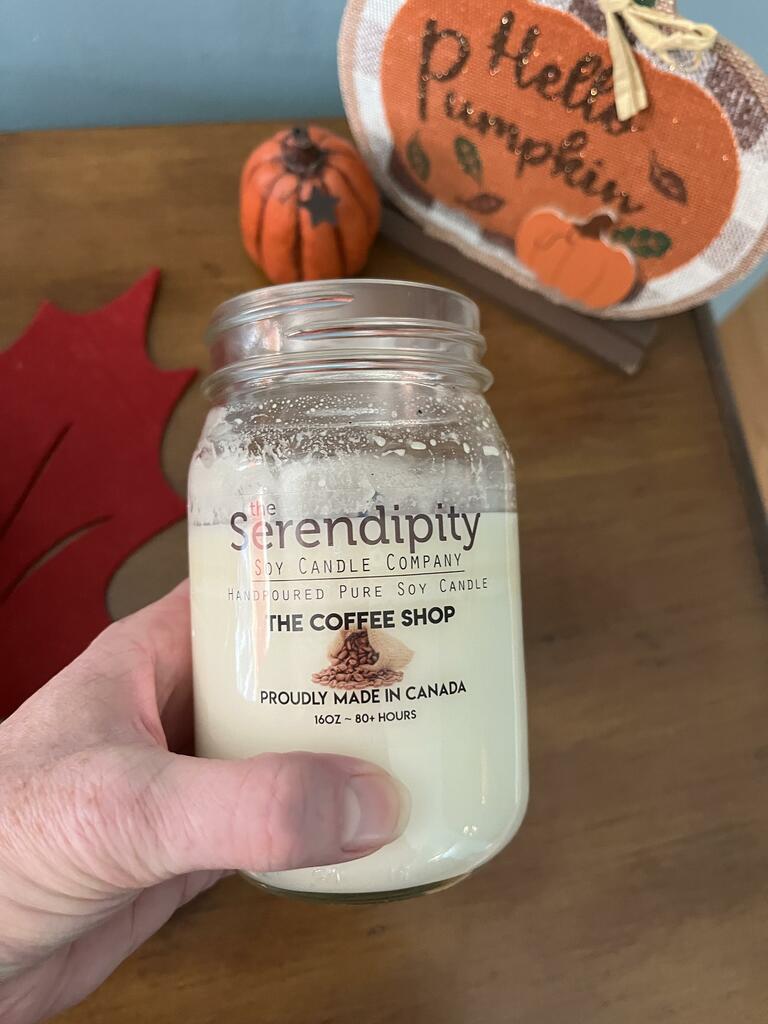 Hello
Pumpkin
the
Serendipity
SOY CANDLE COMPANY
HANDPOURED PURE SOY CANDLE
THE COFFEE SHOP
PROUDLY MADE IN CANADA
16OZ ~ 80+ HOURS